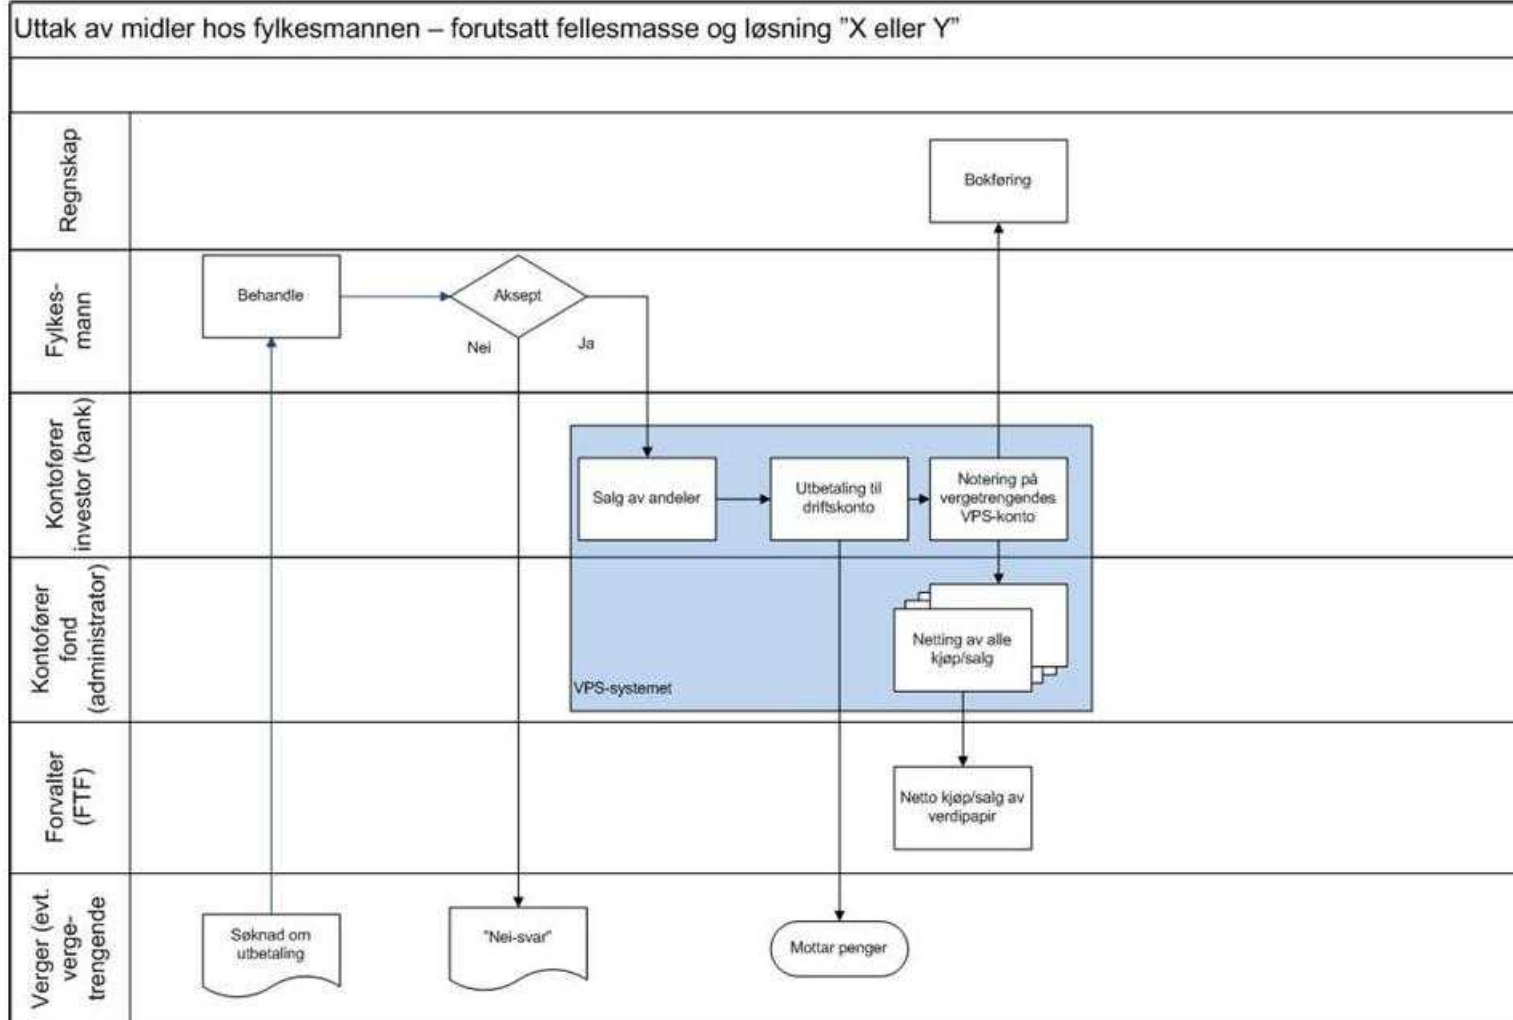 Uttak av midler hos fylkesmannen – forutsatt fellesmasse og løsning ”X eller Y”
Regnskap
Bokføring
Fylkes-
mann
Behandle
Aksept
Nei
Ja
Kontofører
investor (bank)
Salg av andeler
Utbetaling til
driftskonto
Notering på
vergetrengendes
VPS-konto
Kontofører
fond
(administrator)
Netting av alle
kjøp/salg
VPS-systemet
Forvalter
(FTF)
Netto kjøp/salg av
verdipapir
Verger (evt.
verge-
trengende
Søknad om
utbetaling
”Nei-svar”
Mottar penger